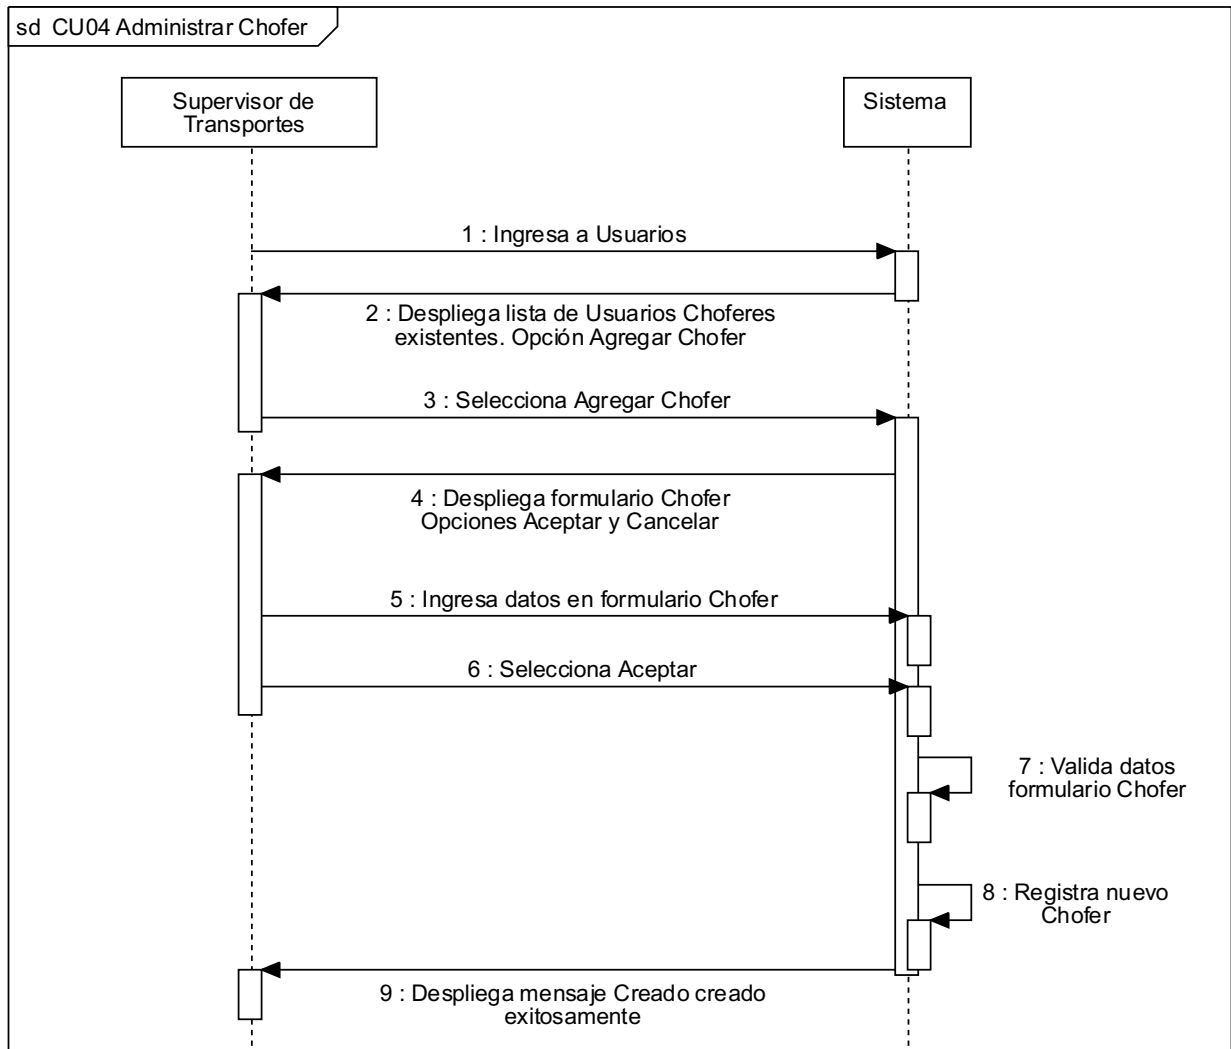 sd CU04 Administrar Chofer
Supervisor de
Transportes
Sistema
1 : Ingresa a Usuarios
2 : Despliega lista de Usuarios Choferes
existentes. Opción Agregar Chofer
3 : Selecciona Agregar Chofer
4 : Despliega formulario Chofer
Opciones Aceptar y Cancelar
5 : Ingresa datos en formulario Chofer
6 : Selecciona Aceptar
7 : Valida datos
formulario Chofer
8 : Registra nuevo
Chofer
9 : Despliega mensaje Creado creado
exitosamente